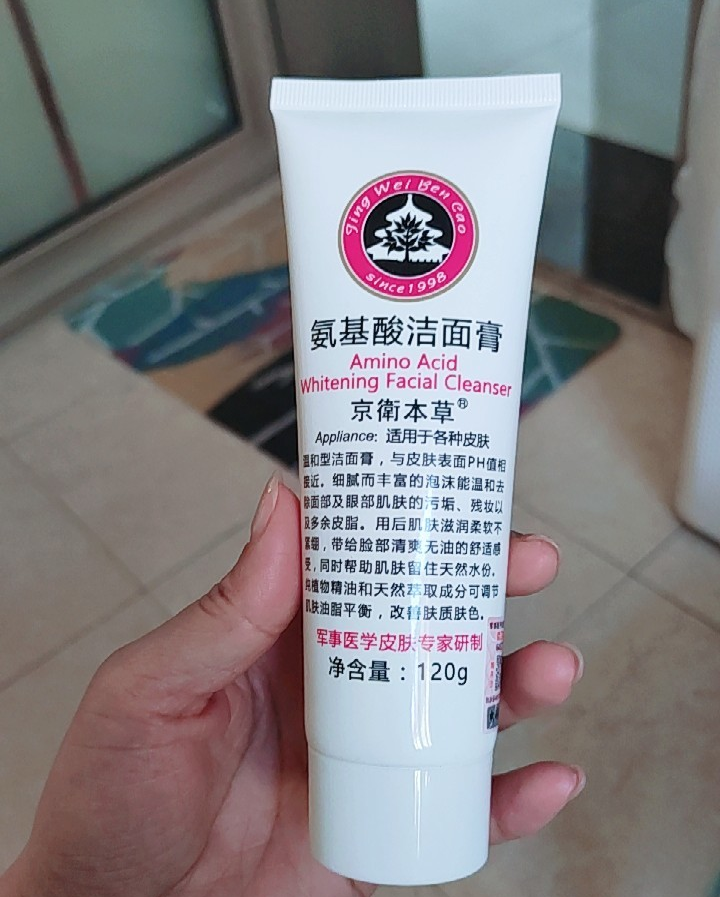 Jing Wei Ben Cao
since1998
氨基酸洁面膏
Amino Acid
Whitening Facial Cleanser
京衛本草®
Appliance: 适用于各种皮肤
温和型洁面膏，与皮肤表面PH值相
接近。细腻而丰富的泡沫能温和去
除面部及眼部肌肤的污垢、残妆以
及多余皮脂。用后肌肤滋润柔软不
紧绷，带给脸部清爽无油的舒适感
受，同时帮助肌肤留住天然水份。
纯植物精油和天然萃取成分可调节
肌肤油脂平衡，改善肤质肤色。
军事医学皮肤专家研制
净含量：120g